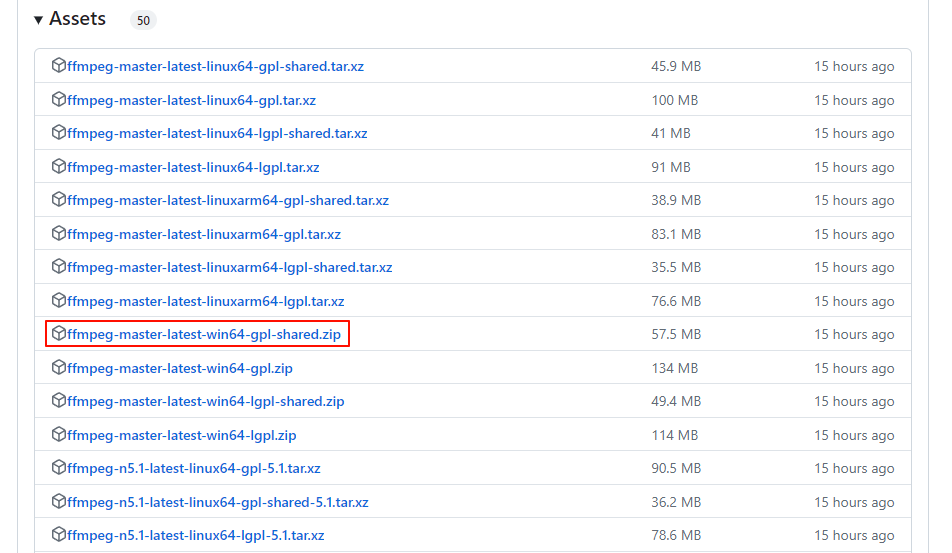 Assets 50
ffmpeg-master-latest-linux64-gpl-shared.tar.xz 45.9 MB 15 hours ago
ffmpeg-master-latest-linux64-gpl.tar.xz 100 MB 15 hours ago
ffmpeg-master-latest-linux64-lgpl-shared.tar.xz 41 MB 15 hours ago
ffmpeg-master-latest-linux64-lgpl.tar.xz 91 MB 15 hours ago
ffmpeg-master-latest-linuxarm64-gpl-shared.tar.xz 38.9 MB 15 hours ago
ffmpeg-master-latest-linuxarm64-gpl.tar.xz 83.1 MB 15 hours ago
ffmpeg-master-latest-linuxarm64-lgpl-shared.tar.xz 35.5 MB 15 hours ago
ffmpeg-master-latest-linuxarm64-lgpl.tar.xz 76.6 MB 15 hours ago
ffmpeg-master-latest-win64-gpl-shared.zip 57.5 MB 15 hours ago
ffmpeg-master-latest-win64-gpl.zip 134 MB 15 hours ago
ffmpeg-master-latest-win64-lgpl-shared.zip 49.4 MB 15 hours ago
ffmpeg-master-latest-win64-lgpl.zip 114 MB 15 hours ago
ffmpeg-n5.1-latest-linux64-gpl-5.1.tar.xz 90.5 MB 15 hours ago
ffmpeg-n5.1-latest-linux64-gpl-shared-5.1.tar.xz 36.2 MB 15 hours ago
ffmpeg-n5.1-latest-linux64-lgpl-5.1.tar.xz 78.6 MB 15 hours ago